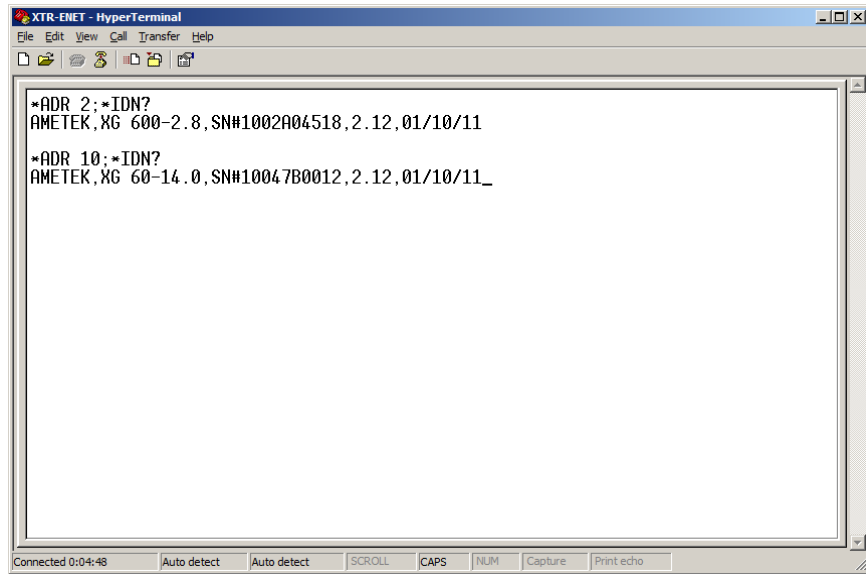 XTR-ENET - HyperTerminal
File Edit View Call Transfer Help
*ADR 2;*IDN?
AMETEK,XG 600-2.8,SN#1002A04518,2.12,01/10/11
*ADR 10;*IDN?
AMETEK,XG 60-14.0,SN#10047B0012,2.12,01/10/11_
Connected 0:04:48 Auto detect Auto detect SCROLL CAPS NUM Capture Print echo